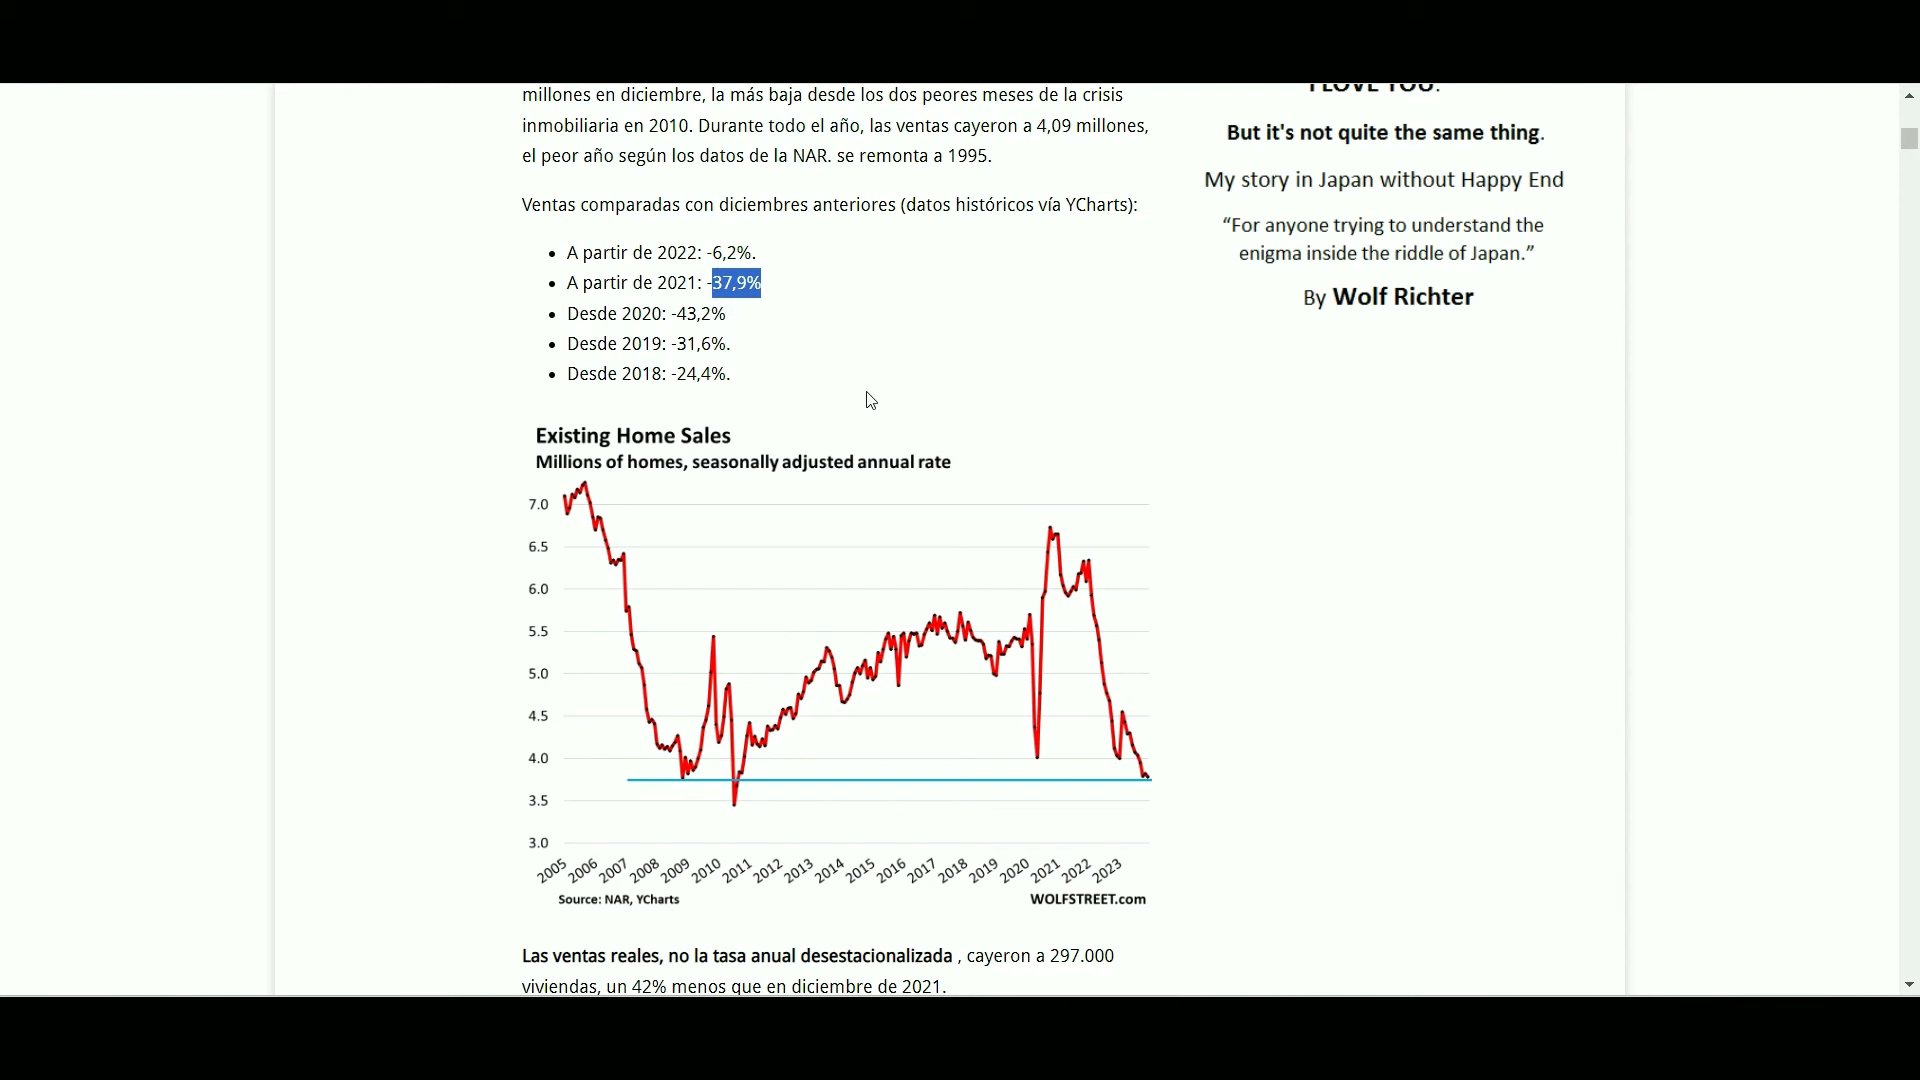 millones en diciembre, la más baja desde los dos peores meses de la crisis
inmobiliaria en 2010. Durante todo el año, las ventas cayeron a 4,09 millones,
el peor año según los datos de la NAR. se remonta a 1995.
Ventas comparadas con diciembres anteriores (datos históricos vía YCharts):
• A partir de 2022: -6,2%.
• A partir de 2021: -37,9%
• Desde 2020: -43,2%
• Desde 2019: -31,6%.
• Desde 2018: -24,4%.
Existing Home Sales
Millions of homes, seasonally adjusted annual rate
7.0
6.5
6.0
5.5
5.0
4.5
4.0
3.5
3.0
2005 2006 2007 2008 2009 2010 2011 2012 2013 2014 2015 2016 2017 2018 2019 2020 2021 2022 2023
Source: NAR, YCharts WOLFSTREET.com
Las ventas reales, no la tasa anual desestacionalizada , cayeron a 297.000
viviendas, un 42% menos que en diciembre de 2021.
I LOVE YOU.
But it's not quite the same thing.
My story in Japan without Happy End
“For anyone trying to understand the
enigma inside the riddle of Japan.”
By Wolf Richter